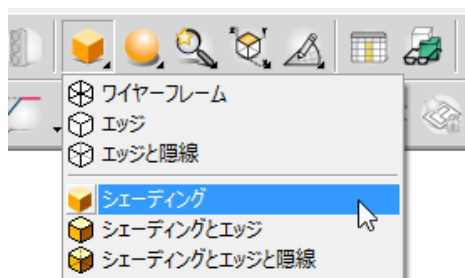 ワイヤーフレーム
エッジ
エッジと隠線
シェーディング
シェーディングとエッジ
シェーディングとエッジと隠線